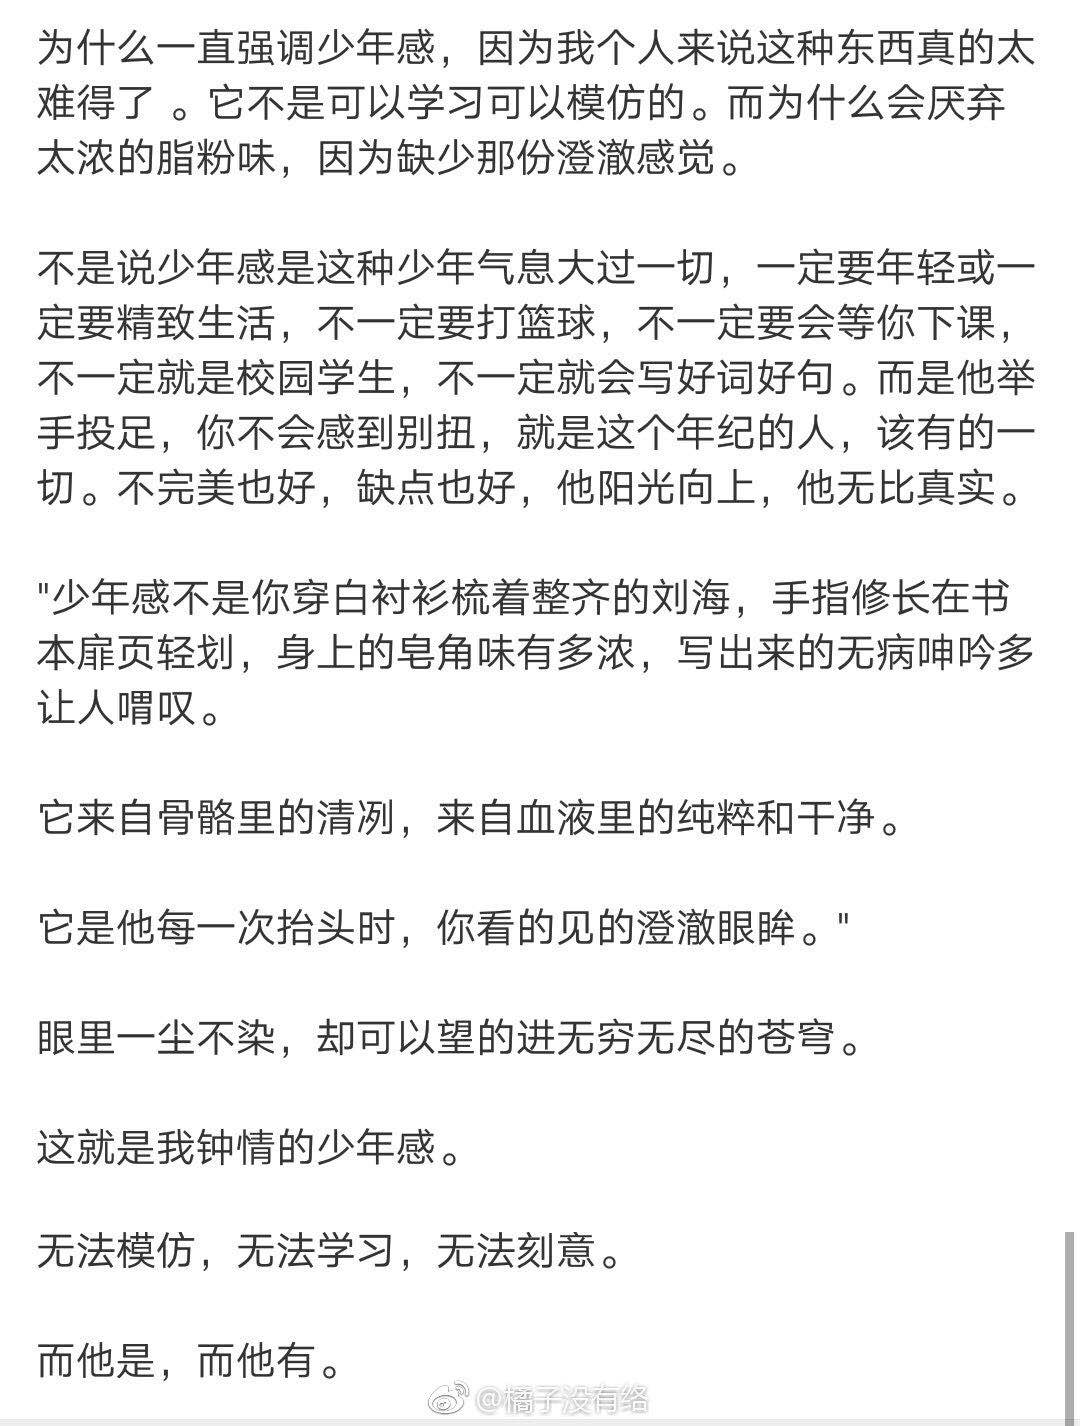 为什么一直强调少年感，因为我个人来说这种东西真的太
难得了 。它不是可以学习可以模仿的。而为什么会厌弃
太浓的脂粉味，因为缺少那份澄澈感觉。
不是说少年感是这种少年气息大过一切，一定要年轻或一
定要精致生活，不一定要打篮球，不一定要会等你下课，
不一定就是校园学生，不一定就会写好词好句。而是他举
手投足，你不会感到别扭，就是这个年纪的人，该有的一
切。不完美也好，缺点也好，他阳光向上，他无比真实。
"少年感不是你穿白衬衫梳着整齐的刘海，手指修长在书
本扉页轻划，身上的皂角味有多浓，写出来的无病呻吟多
让人喟叹。
它来自骨骼里的清冽，来自血液里的纯粹和干净。
它是他每一次抬头时，你看的见的澄澈眼眸。"
眼里一尘不染，却可以望的进无穷无尽的苍穹。
这就是我钟情的少年感。
无法模仿，无法学习，无法刻意。
而他是，而他有。
@橘子没有络